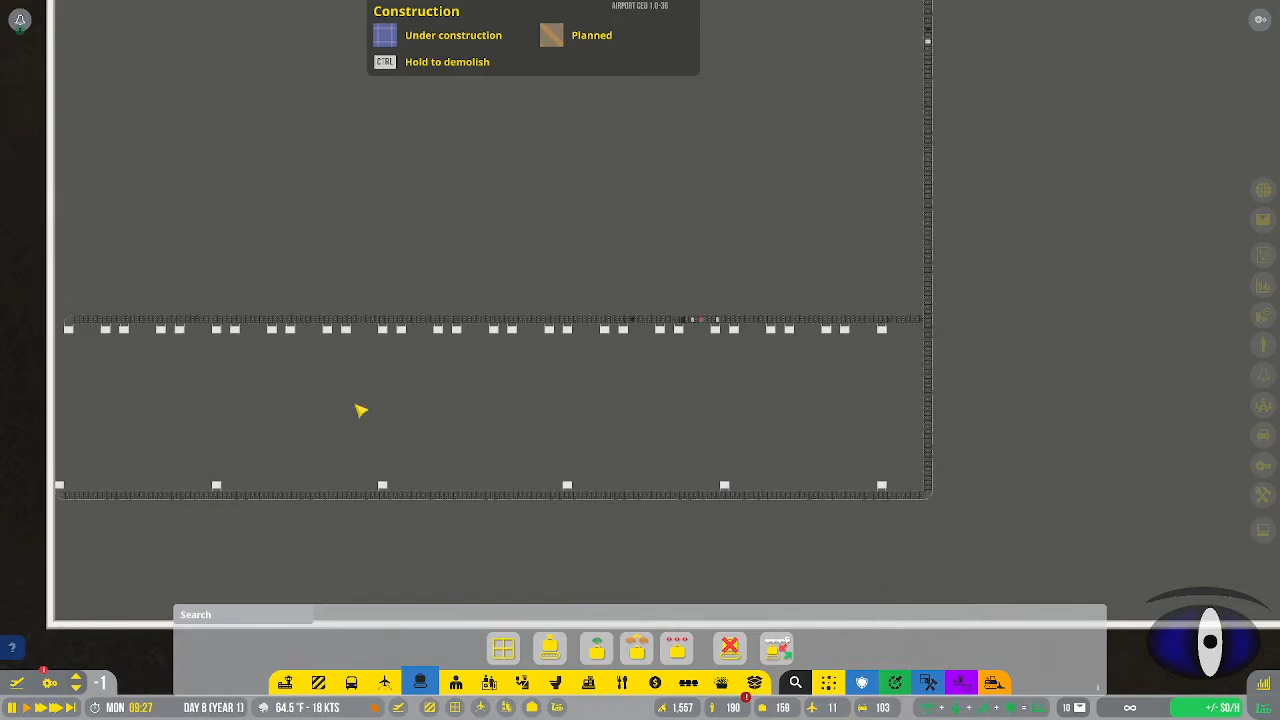 AIRPORT CEO 1.0-36
Construction
Under construction
Planned
CTRL
Hold to demolish
Search
?
-1
MON 09:27
DAY 8 (YEAR 1)
64.5 °F - 18 KTS
1,557
190
159
11
103
10
∞
+/- $0/H